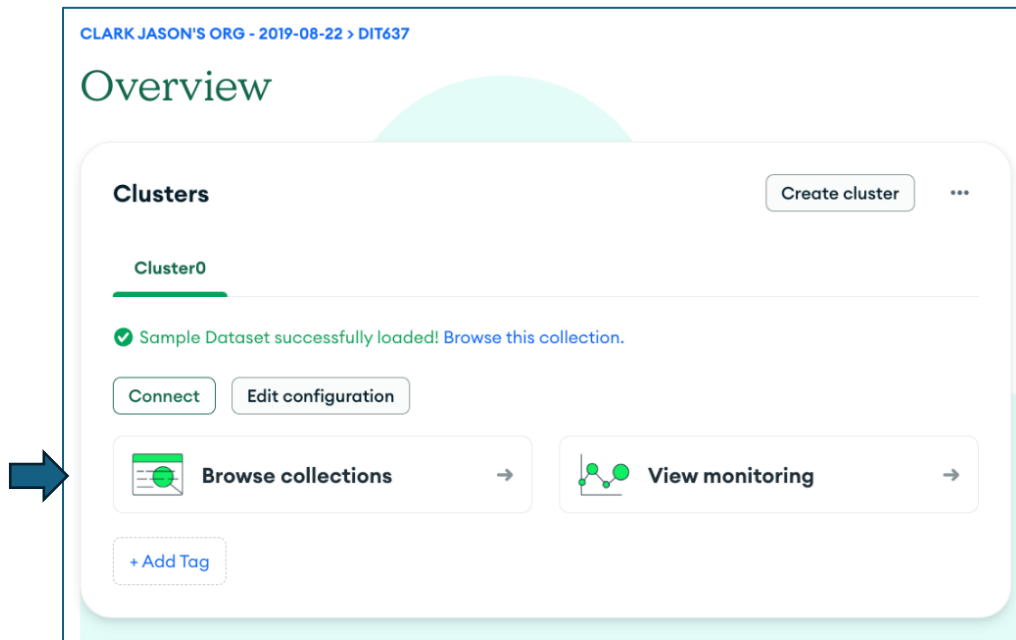 CLARK JASON'S ORG - 2019-08-22 > DIT637
Overview
Clusters
Create cluster
Cluster0
Sample Dataset successfully loaded! Browse this collection.
Connect
Edit configuration
Browse collections
View monitoring
+ Add Tag